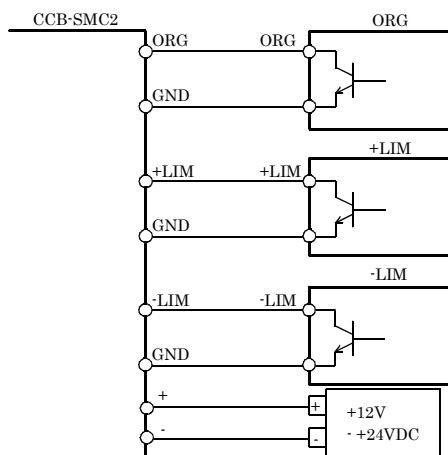 CCB-SMC2
ORG
ORG
ORG
GND
+LIM
+LIM
+LIM
GND
-LIM
-LIM
-LIM
GND
+
+
+12V
- +24VDC
-
-